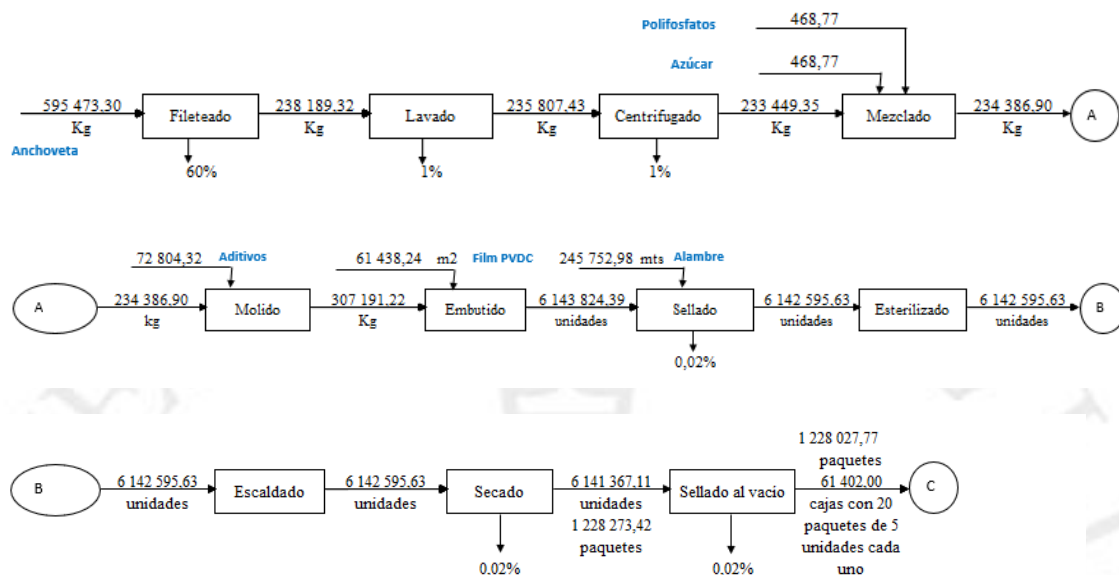 Polifosfatos
468,77
Azúcar
468,77
595 473,30
Kg
Anchoveta
Fileteado
60%
238 189,32
Kg
Lavado
1%
235 807,43
Kg
Centrifugado
1%
233 449,35
Kg
Mezclado
234 386,90
Kg
A
72 804,32
Aditivos
61 438,24 m2
Film PVDC
245 752,98 mts
Alambre
A
234 386,90
kg
Molido
307 191,22
Kg
Embutido
6 143 824,39
unidades
Sellado
0,02%
6 142 595,63
unidades
Esterilizado
6 142 595,63
unidades
B
B
6 142 595,63
unidades
Escaldado
6 142 595,63
unidades
Secado
0.02%
6 141 367,11
unidades
1 228 273,42
paquetes
Sellado al vacío
0.02%
1 228 027,77
paquetes
61 402,00
cajas con 20
paquetes de 5
unidades cada
uno
C